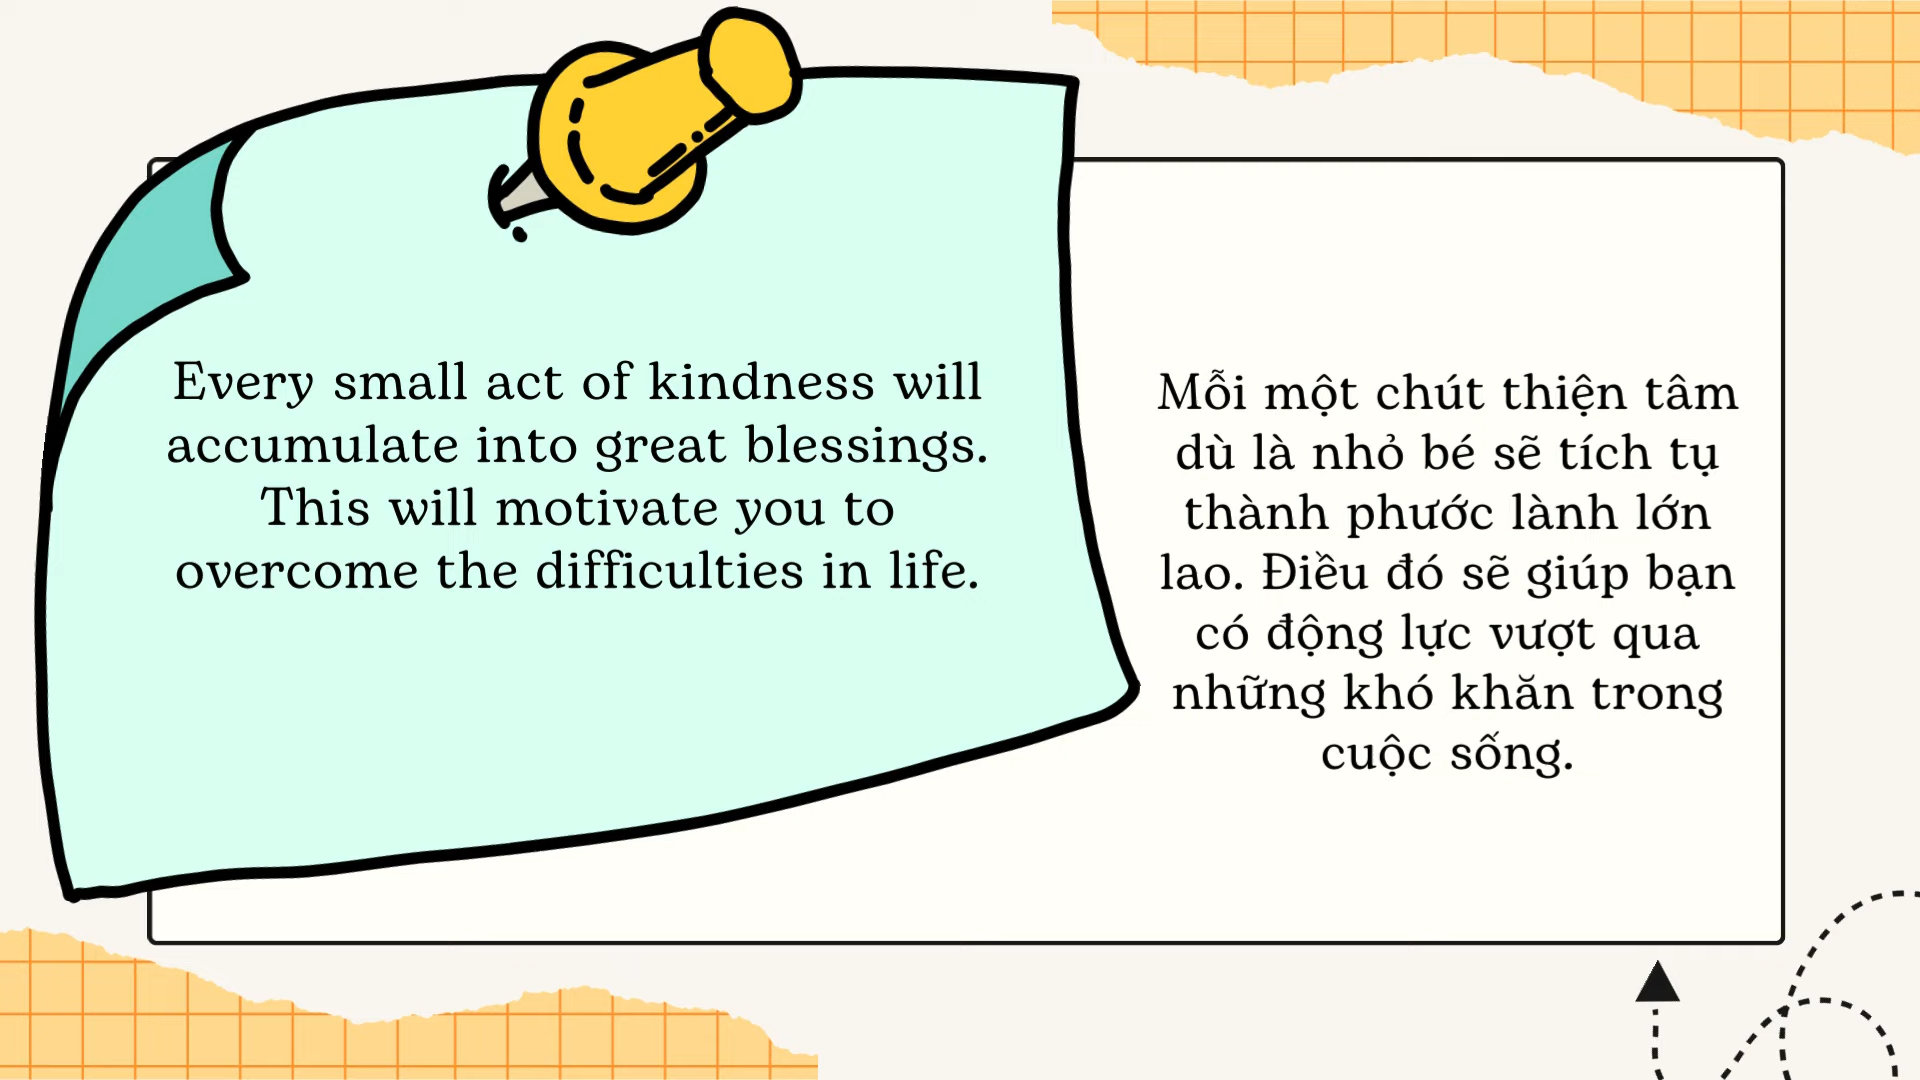 Every small act of kindness will
accumulate into great blessings.
This will motivate you to
overcome the difficulties in life.
Mỗi một chút thiện tâm
dù là nhỏ bé sẽ tích tụ
thành phước lành lớn
lao. Điều đó sẽ giúp bạn
có động lực vượt qua
những khó khăn trong
cuộc sống.